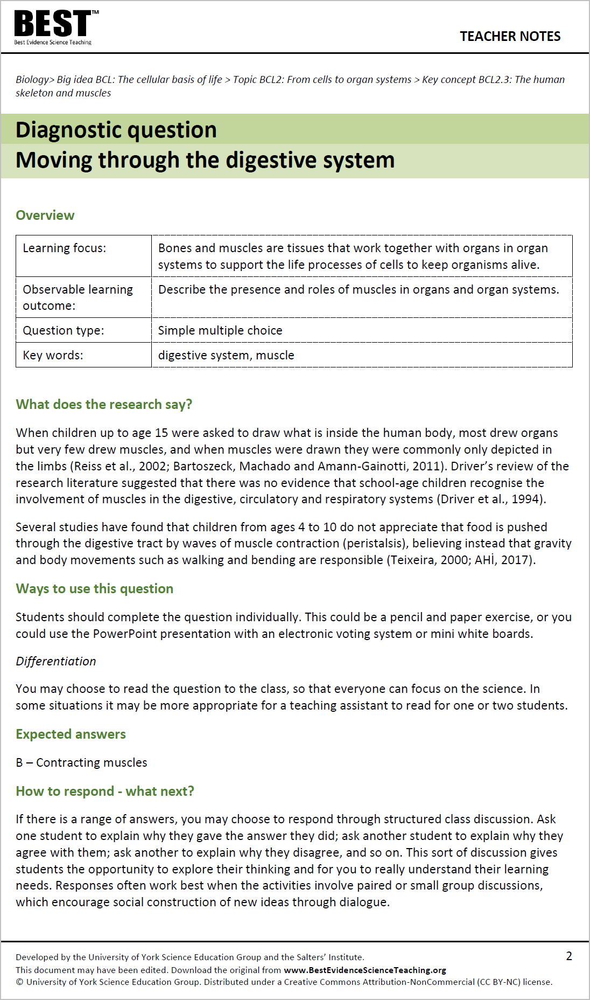 BEST™
Best Evidence Science Teaching
TEACHER NOTES
Biology> Big idea BCL: The cellular basis of life > Topic BCL2: From cells to organ systems > Key concept BCL2.3: The human
skeleton and muscles
Diagnostic question
Moving through the digestive system
Overview
Learning focus:
Bones and muscles are tissues that work together with organs in organ
systems to support the life processes of cells to keep organisms alive.
Observable learning
outcome:
Describe the presence and roles of muscles in organs and organ systems.
Question type:
Simple multiple choice
Key words:
digestive system, muscle
What does the research say?
When children up to age 15 were asked to draw what is inside the human body, most drew organs
but very few drew muscles, and when muscles were drawn they were commonly only depicted in
the limbs (Reiss et al., 2002; Bartoszeck, Machado and Amann-Gainotti, 2011). Driver’s review of the
research literature suggested that there was no evidence that school-age children recognise the
involvement of muscles in the digestive, circulatory and respiratory systems (Driver et al., 1994).
Several studies have found that children from ages 4 to 10 do not appreciate that food is pushed
through the digestive tract by waves of muscle contraction (peristalsis), believing instead that gravity
and body movements such as walking and bending are responsible (Teixeira, 2000; AHİ, 2017).
Ways to use this question
Students should complete the question individually. This could be a pencil and paper exercise, or you
could use the PowerPoint presentation with an electronic voting system or mini white boards.
Differentiation
You may choose to read the question to the class, so that everyone can focus on the science. In
some situations it may be more appropriate for a teaching assistant to read for one or two students.
Expected answers
B – Contracting muscles
How to respond - what next?
If there is a range of answers, you may choose to respond through structured class discussion. Ask
one student to explain why they gave the answer they did; ask another student to explain why they
agree with them; ask another to explain why they disagree, and so on. This sort of discussion gives
students the opportunity to explore their thinking and for you to really understand their learning
needs. Responses often work best when the activities involve paired or small group discussions,
which encourage social construction of new ideas through dialogue.
Developed by the University of York Science Education Group and the Salters’ Institute.
2
This document may have been edited. Download the original from www.BestEvidenceScienceTeaching.org
© University of York Science Education Group. Distributed under a Creative Commons Attribution-NonCommercial (CC BY-NC) license.